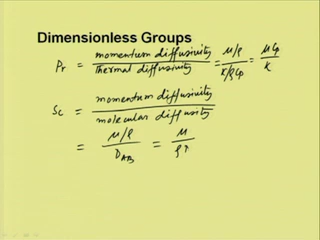 Dimensionless Groups
Pr = momentum diffusivity / Thermal diffusivity = μ/ρ / k/ρCp = μCp / k
Sc = momentum diffusivity / molecular diffusivity
= μ/ρ / DAB = μ / ρ